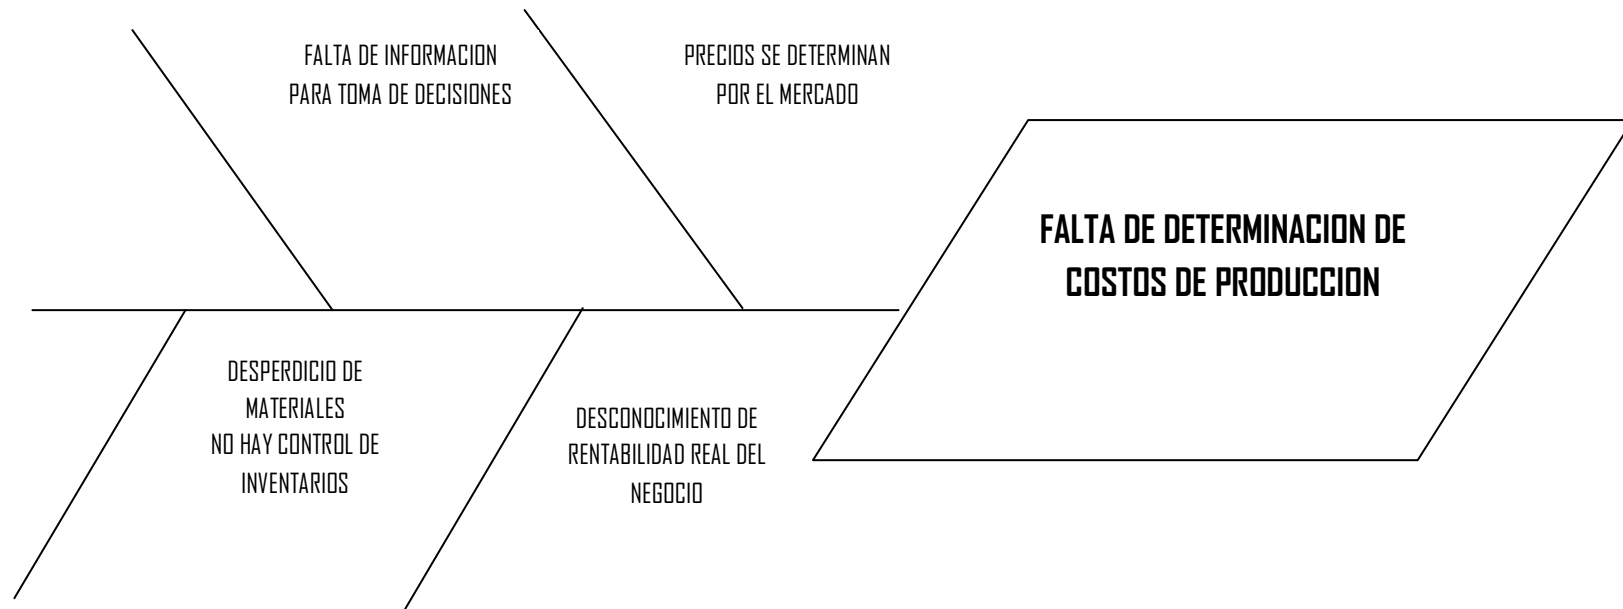 FALTA DE INFORMACION
PARA TOMA DE DECISIONES
PRECIOS SE DETERMINAN
POR EL MERCADO
FALTA DE DETERMINACION DE
COSTOS DE PRODUCCION
DESPERDICIO DE
MATERIALES
NO HAY CONTROL DE
INVENTARIOS
DESCONOCIMIENTO DE
RENTABILIDAD REAL DEL
NEGOCIO